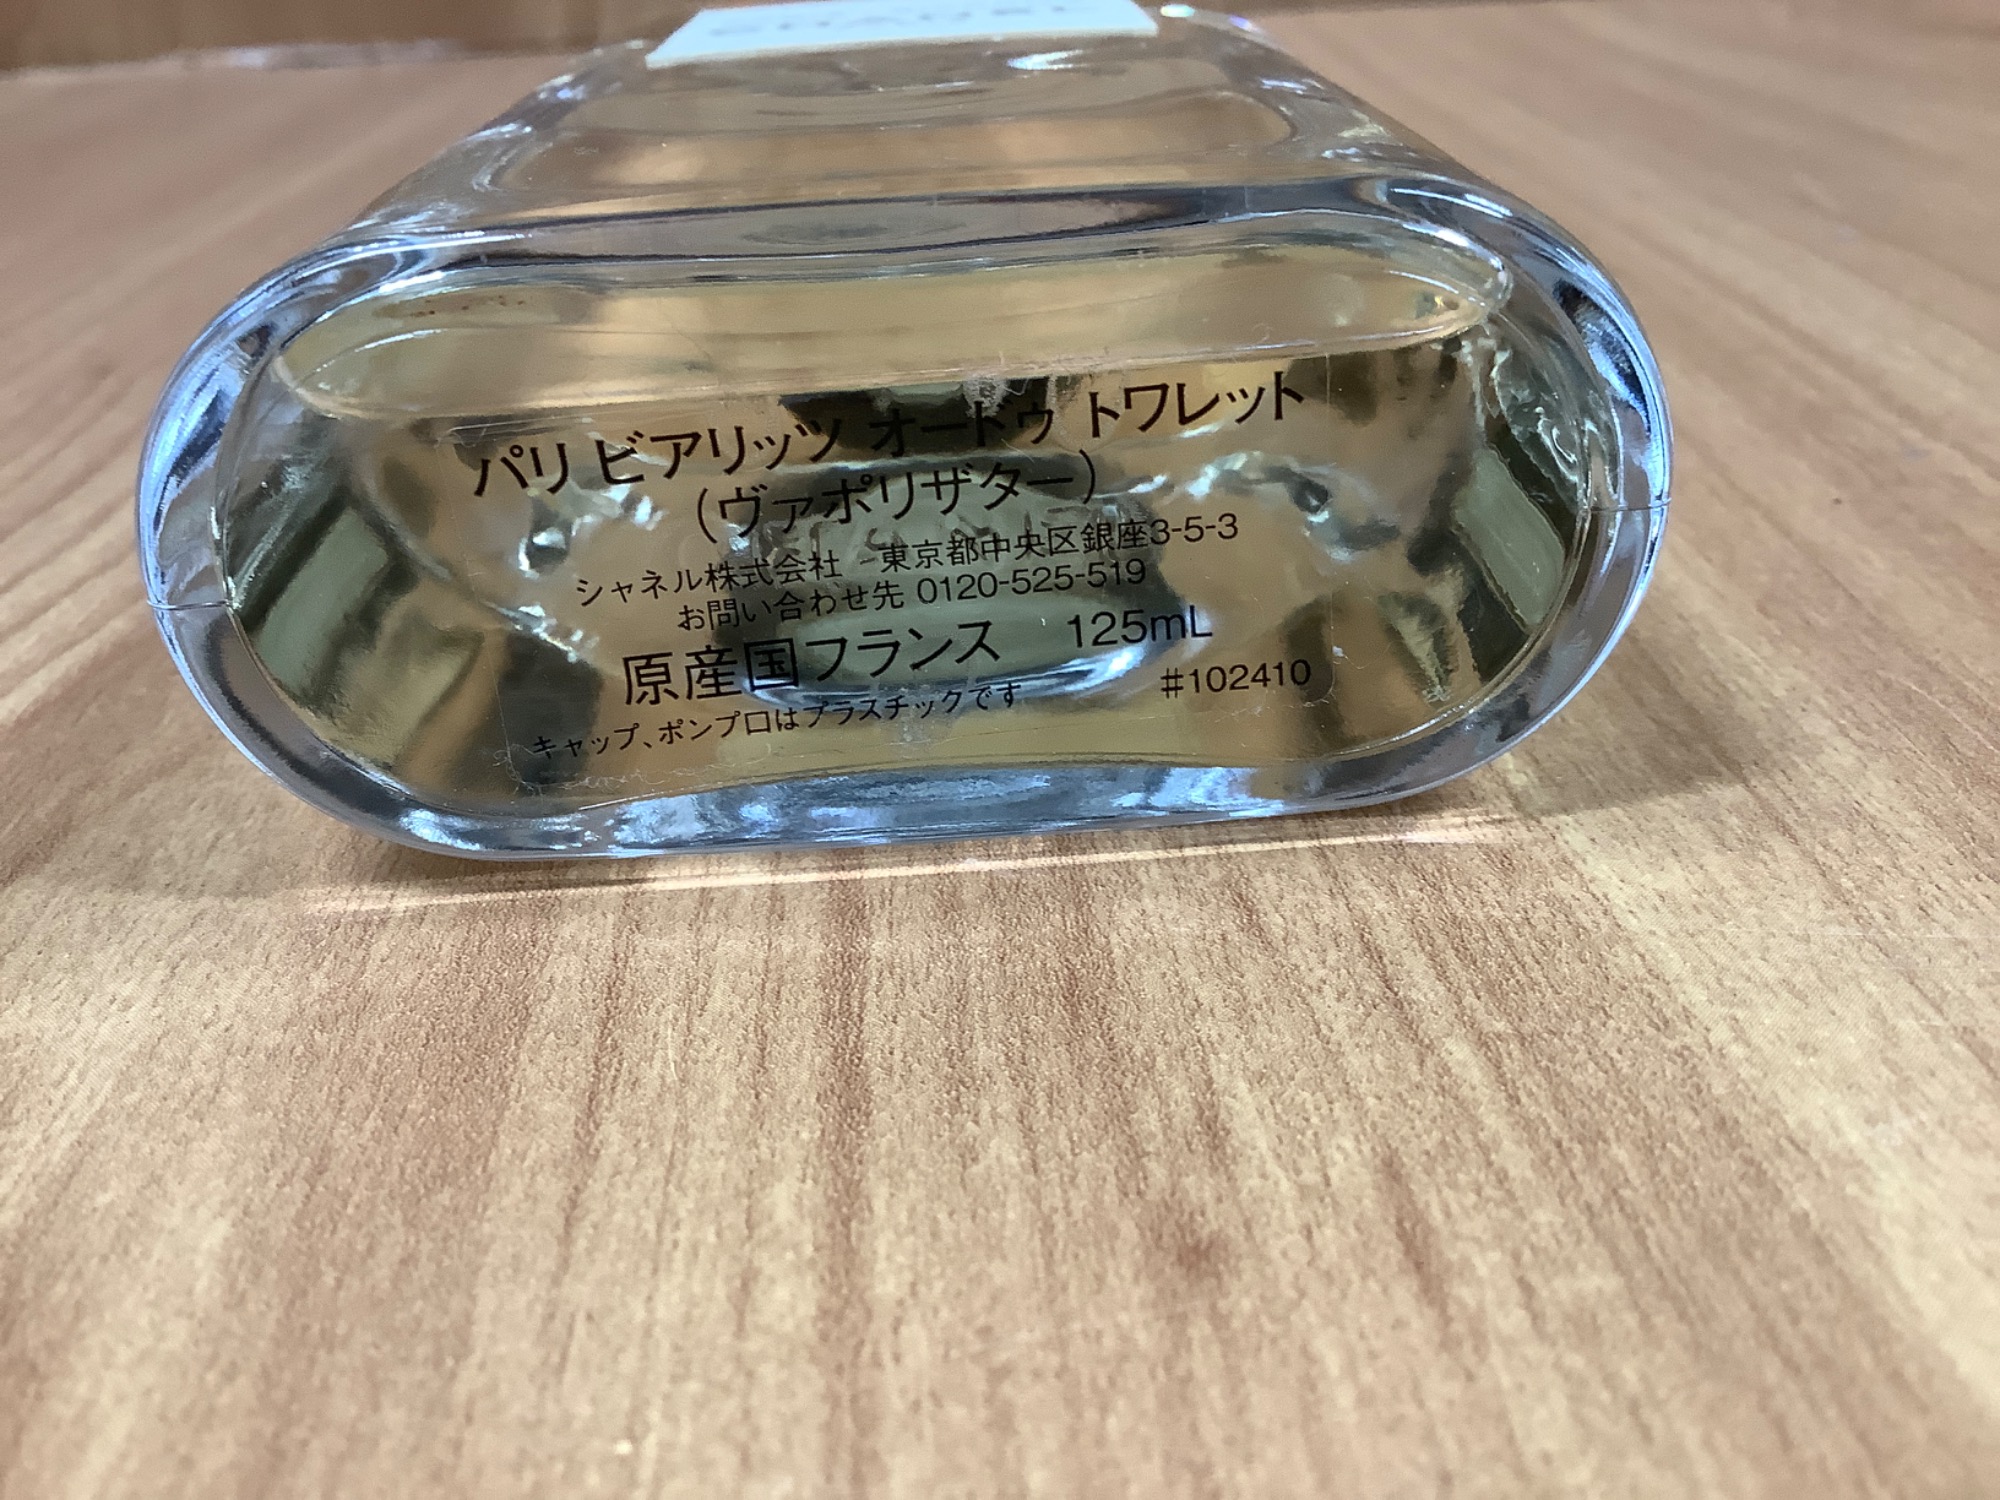 パリ ビアリッツ オードゥ トワレット
（ヴァポリザター）
シャネル株式会社 東京都中央区銀座3-5-3
お問い合わせ先 0120-525-519
原産国フランス 125mL
#102410
キャップ、ポンプ口はプラスチックです